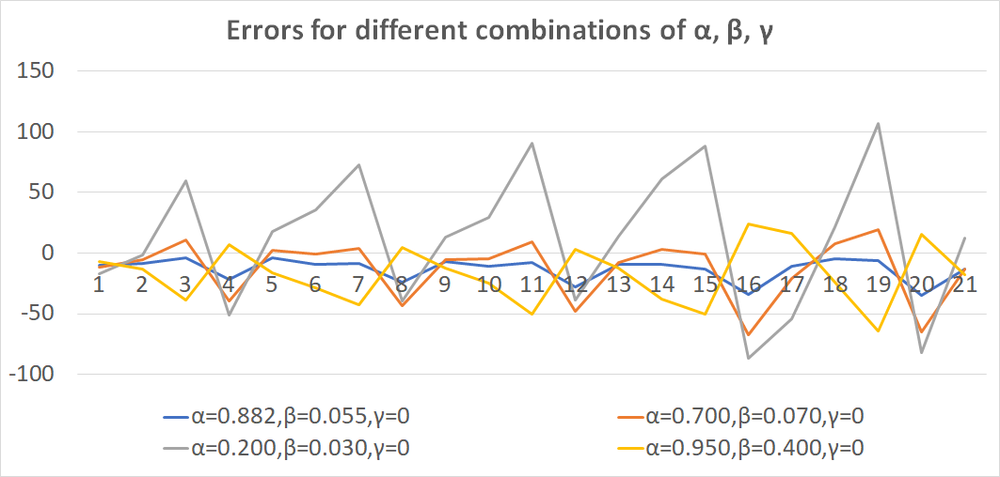 Errors for different combinations of α, β, γ
150
100
50
0
-50
-100
1 2 3 4 5 6 7 8 9 10 11 12 13 14 15 16 17 18 19 20 21
α=0.882,β=0.055,γ=0
α=0.700,β=0.070,γ=0
α=0.200,β=0.030,γ=0
α=0.950,β=0.400,γ=0